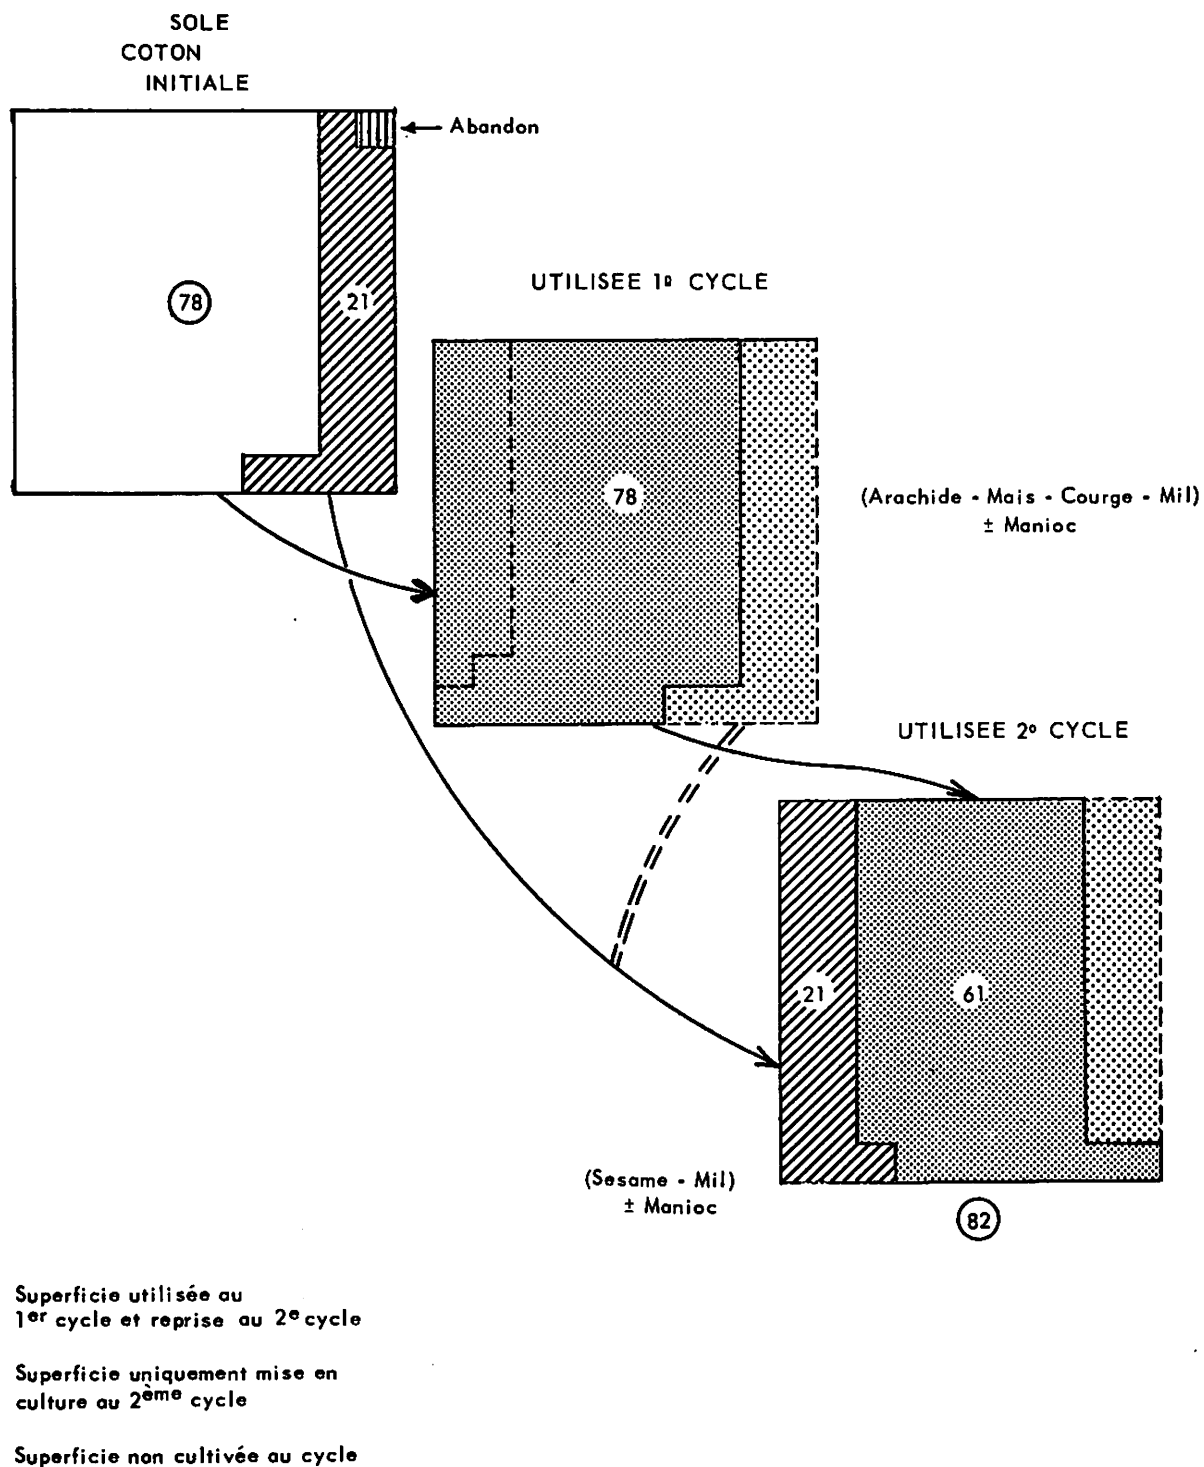 SOLE
COTON
INITIALE
Abandon
78
21
UTILISEE 1º CYCLE
78
(Arachide - Mais - Courge - Mil)
± Manioc
UTILISEE 2º CYCLE
21
61
(Sesame - Mil)
± Manioc
82
Superficie utilisée au
1er cycle et reprise au 2e cycle
Superficie uniquement mise en
culture au 2ème cycle
Superficie non cultivée au cycle